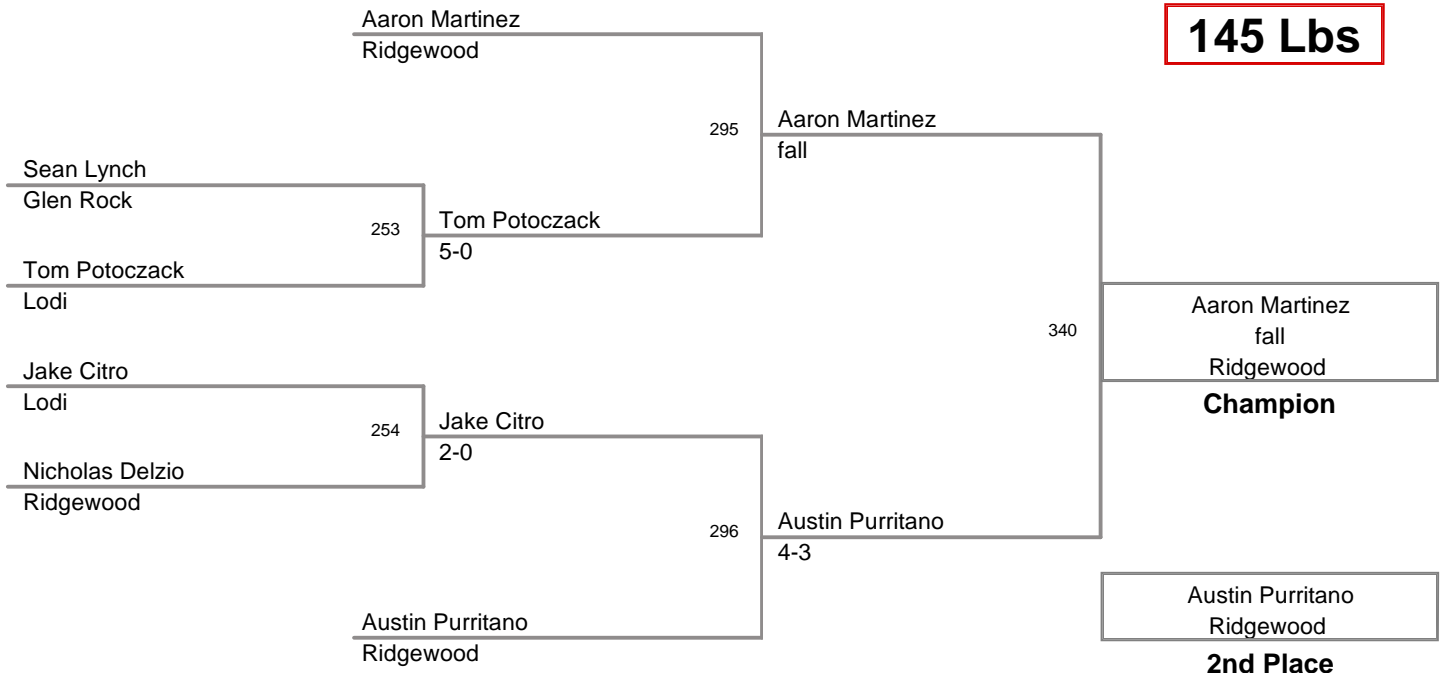 Aaron Martinez
Ridgewood
145 Lbs
295
Aaron Martinez
fall
Sean Lynch
Glen Rock
253
Tom Potoczack
5-0
Tom Potoczack
Lodi
Jake Citro
Lodi
254
Jake Citro
2-0
Nicholas Delzio
Ridgewood
340
Aaron Martinez
fall
Ridgewood
Champion
296
Austin Purritano
4-3
Austin Purritano
Ridgewood
Austin Purritano
Ridgewood
2nd Place